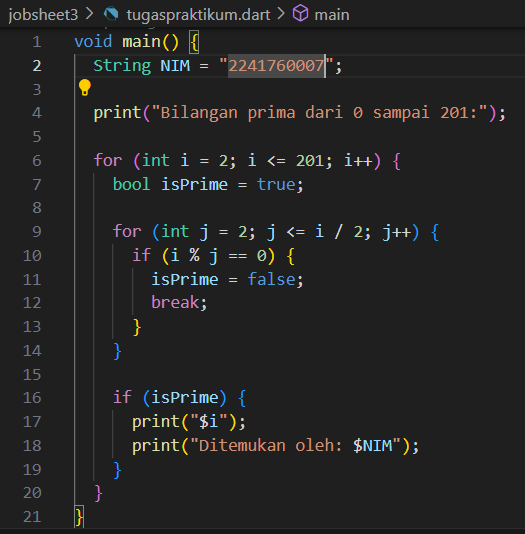 jobsheet3 > tugaspraktikum.dart > main
1 void main() {
2 String NIM = "2241760007";
3
4 print("Bilangan prima dari 0 sampai 201:");
5
6 for (int i = 2; i <= 201; i++) {
7 bool isPrime = true;
8
9 for (int j = 2; j <= i / 2; j++) {
10 if (i % j == 0) {
11 isPrime = false;
12 break;
13 }
14 }
15
16 if (isPrime) {
17 print("$i");
18 print("Ditemukan oleh: $NIM");
19 }
20 }
21 }